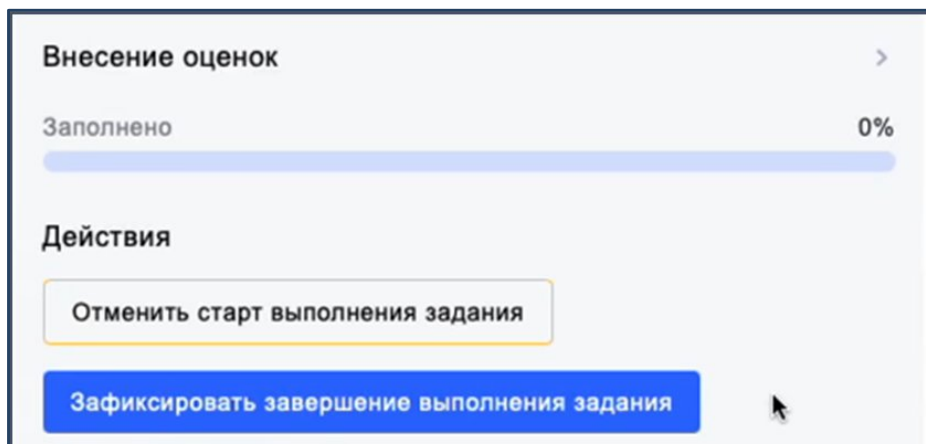 Внесение оценок
Заполнено 0%
Действия
Отменить старт выполнения задания
Зафиксировать завершение выполнения задания